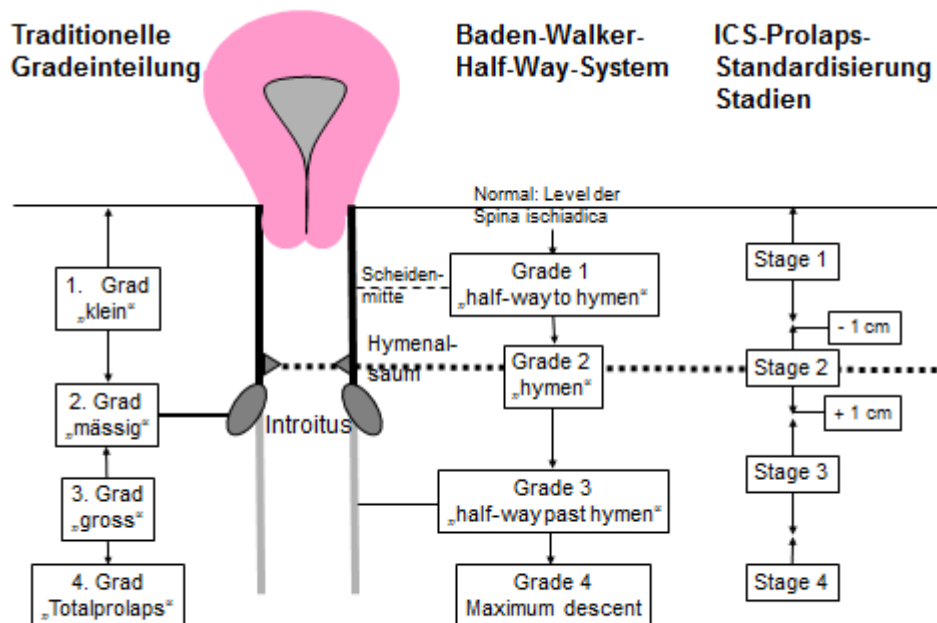 Traditionelle
Gradeinteilung
Baden-Walker-
Half-Way-System
ICS-Prolaps-
Standardisierung
Stadien
Normal: Level der
Spina ischiadica
1. Grad
„klein“
2. Grad
„mässig“
3. Grad
„gross“
4. Grad
„Totalprolaps“
Scheiden-
mitte
Hymenal-
saum
Introitus
Grade 1
„half-way to hymen“
Grade 2
„hymen“
Grade 3
„half-way past hymen“
Grade 4
Maximum descent
Stage 1
- 1 cm
Stage 2
+ 1 cm
Stage 3
Stage 4